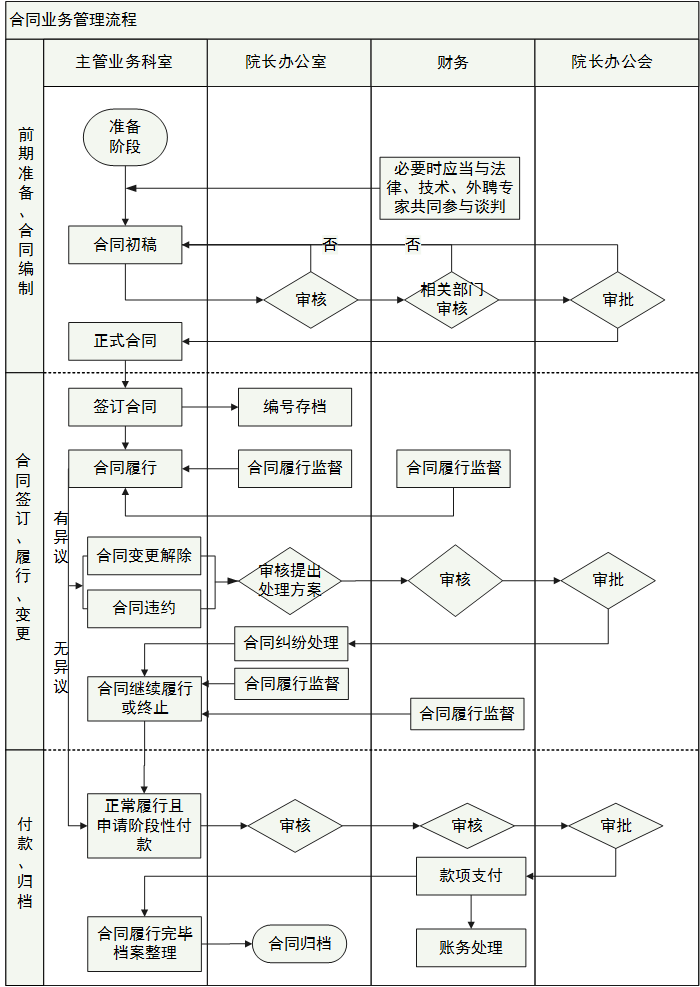 合同业务管理流程
主管业务科室
院长办公室
财务
院长办公会
前期准备、合同编制
准备
阶段
必要时应当与法
律、技术、外聘专
家共同参与谈判
合同初稿
否
否
审核
相关部门
审核
审批
正式合同
合同签订、履行、变更
签订合同
编号存档
合同履行
合同履行监督
合同履行监督
有异议
合同变更解除
合同违约
审核提出
处理方案
审核
审批
无异议
合同纠纷处理
合同继续履行
或终止
合同履行监督
合同履行监督
付款、归档
正常履行且
申请阶段性付
款
审核
审核
审批
款项支付
合同履行完毕
档案整理
合同归档
账务处理